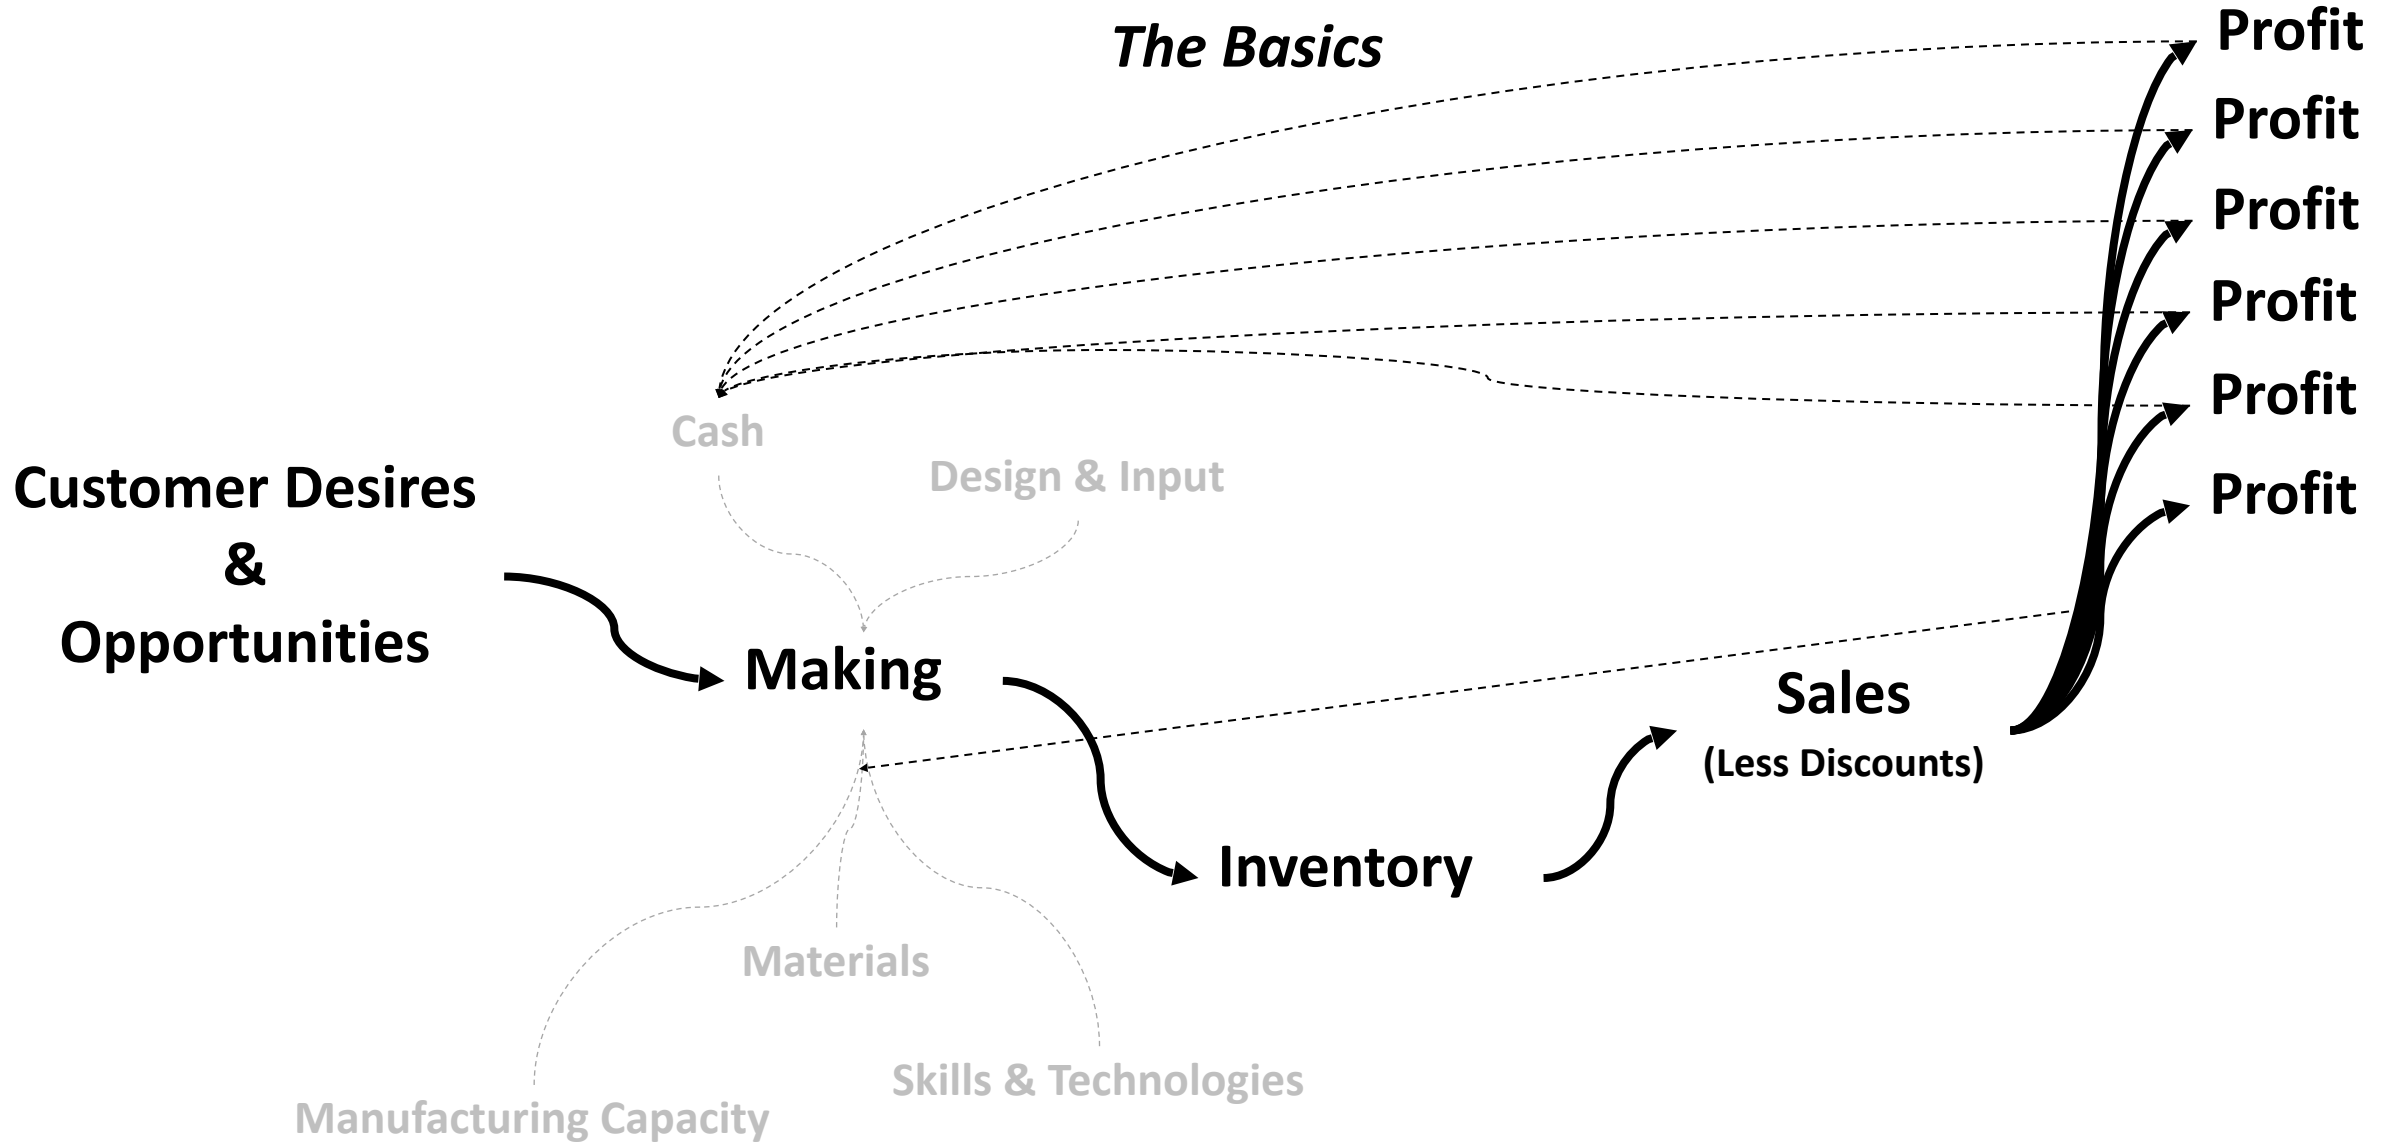 The Basics
Profit
Profit
Profit
Profit
Profit
Profit
Cash
Design & Input
Customer Desires
&
Opportunities
Making
Sales
(Less Discounts)
Inventory
Materials
Skills & Technologies
Manufacturing Capacity